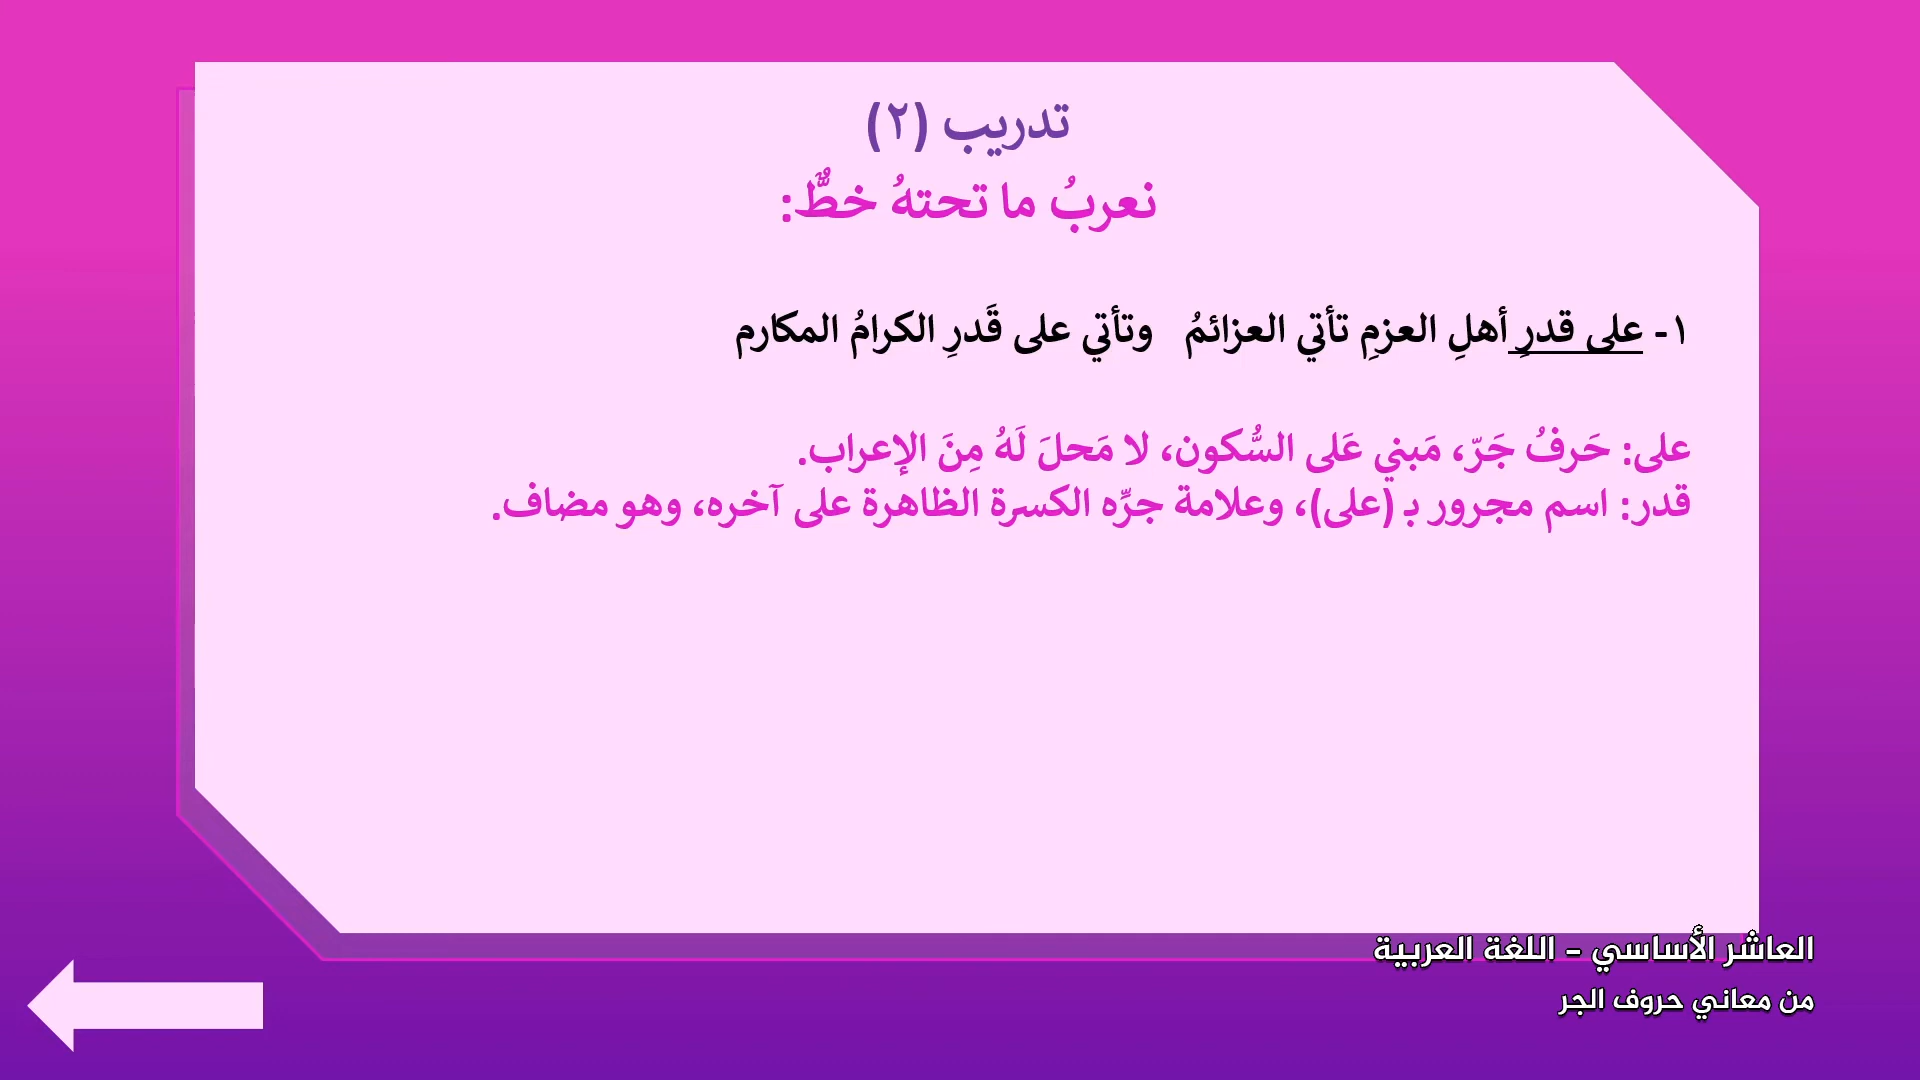 تدريب (٢)
نعربُ ما تحتهُ خطٌّ:
١- على قدرِ أهلِ العزمِ تأتي العزائمُ   وتأتي على قَدرِ الكرامُ المكارم
على: حَرفُ جَرّ، مَبني عَلى السُّكون، لا مَحلَ لَهُ مِنَ الإعراب.
قدر: اسم مجرور بـ (على)، وعلامة جرِّه الكسرة الظاهرة على آخره، وهو مضاف.
العاشر الأساسي – اللغة العربية
من معاني حروف الجر